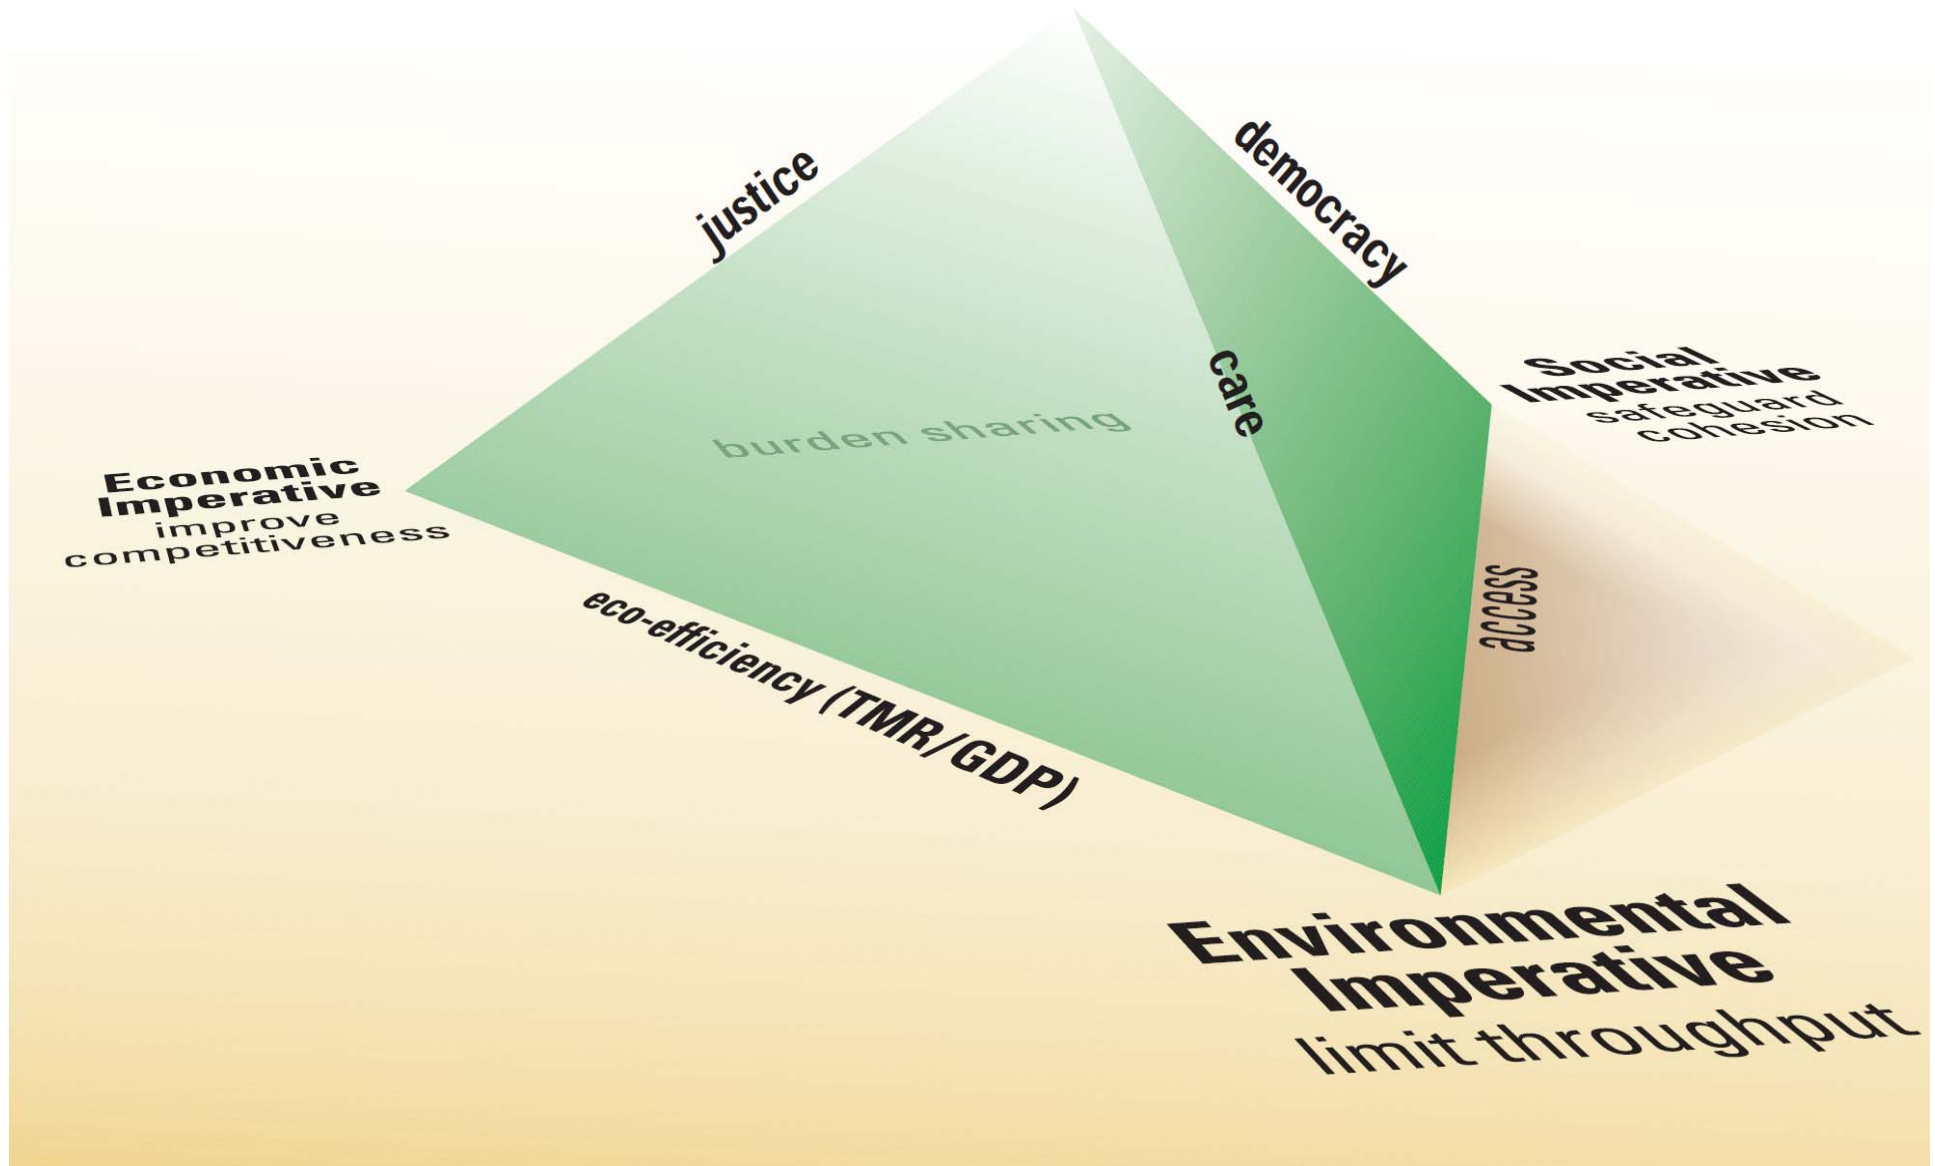 justice
democracy
care
Social
Imperative
safeguard
cohesion
burden sharing
Economic
Imperative
improve
competitiveness
access
eco-efficiency (TMR/GDP)
Environmental
Imperative
limit throughput